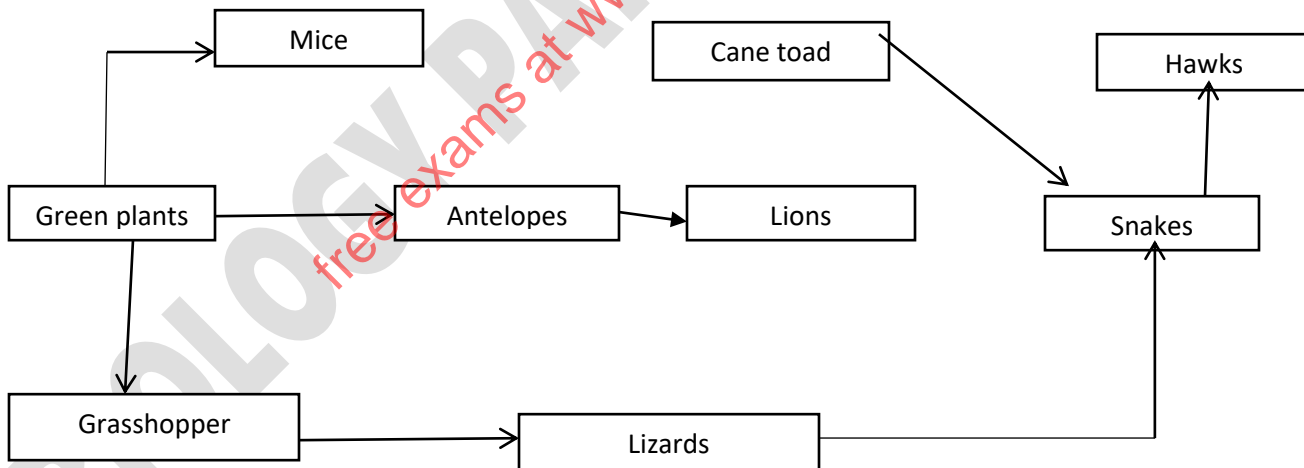 Mice
Cane toad
Hawks
Green plants
Antelopes
Lions
Snakes
Grasshopper
Lizards
free exams at